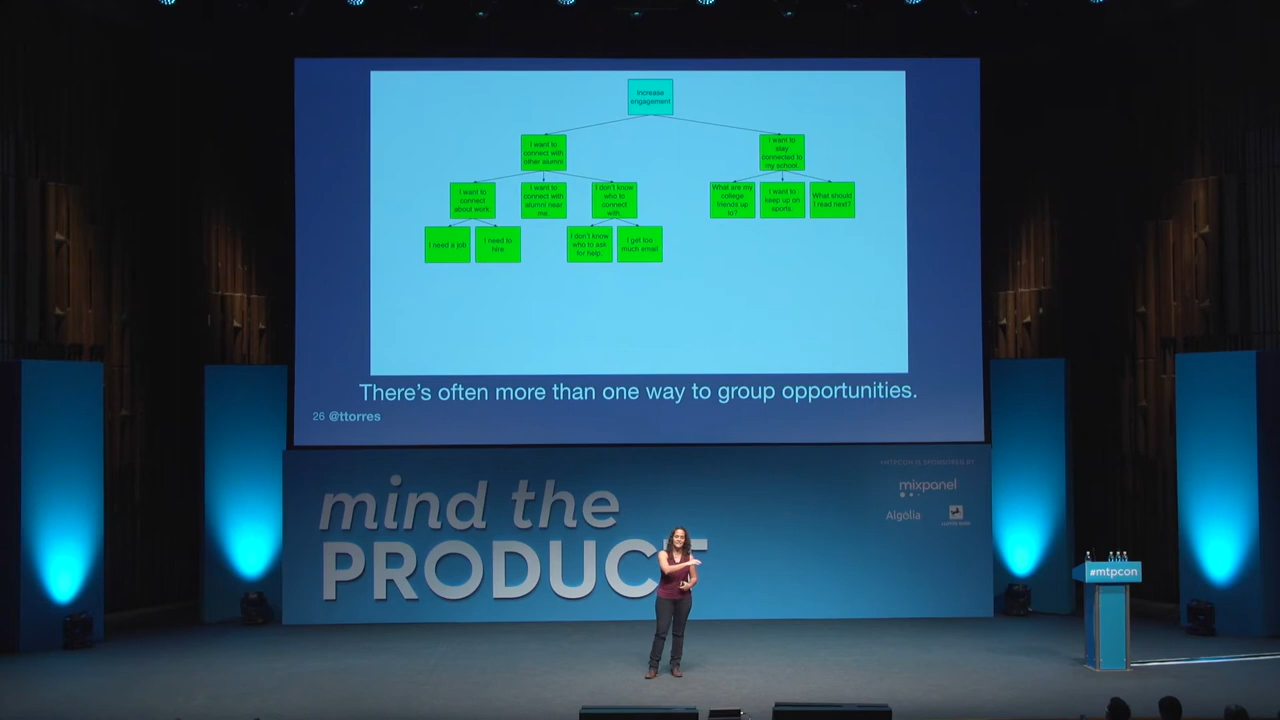 Increase
engagement
I want to
connect with
other alumni
I want to
stay
connected to
my school.
I want to
connect
about work.
I want to
connect with
alumni near
me.
I don't know
who to
connect
with.
What are my
college
friends up
to?
I want to
keep up on
sports.
What should
I read next?
I need a job
I need to
hire.
I don't know
who to ask
for help.
I get too
much email.
There's often more than one way to group opportunities.
26 @ttorres
MTPCON IS SPONSORED BY
mixpanel
Algolia
mind the
PRODUCT
#mtpcon